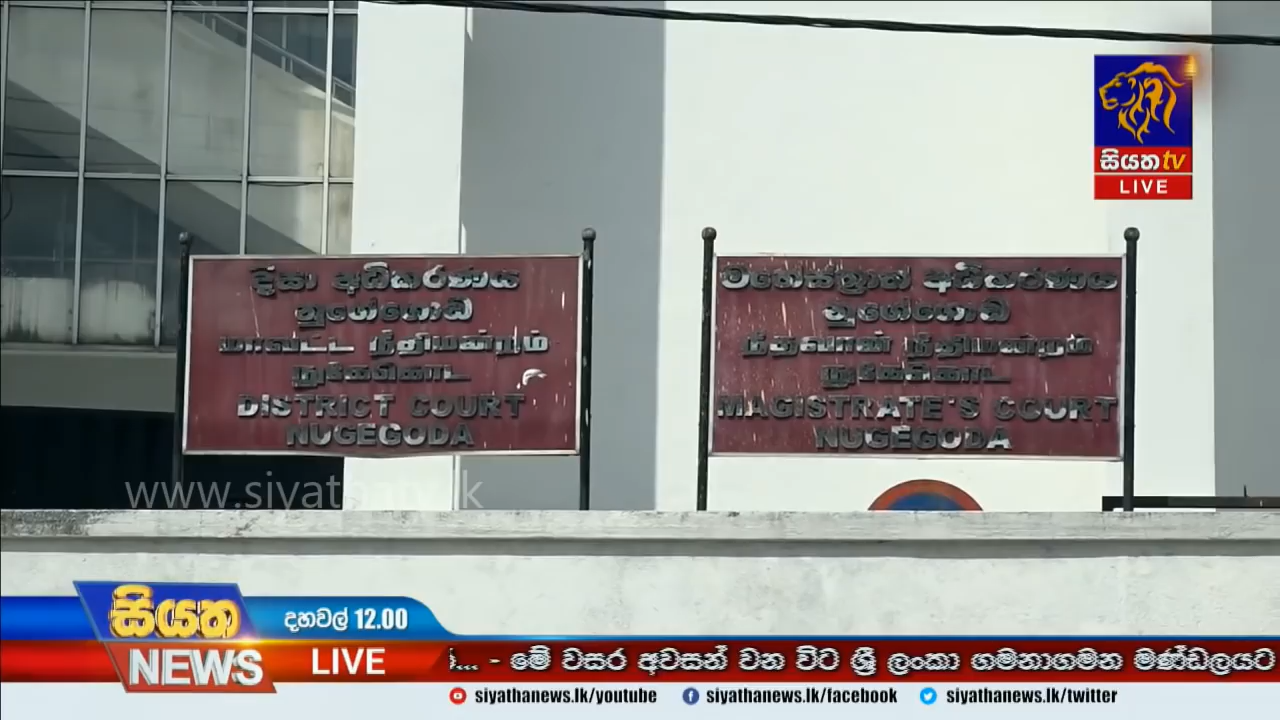 සියත tv
LIVE
දිසා අධිකරණය
නුගේගොඩ
மாவட்ட நீதிமன்றம்
நுகேகொட
DISTRICT COURT
NUGEGODA
මහේස්ත්‍රාත් අධිකරණය
නුගේගොඩ
நீதவான் நீதிமன்றம்
நுகேகொட
MAGISTRATE'S COURT
NUGEGODA
www.siyathatv.lk
සියත
NEWS
දහවල් 12.00
LIVE
... - මේ වසර අවසන් වන විට ශ්‍රී ලංකා ගමනාගමන මණ්ඩලයට
siyathanews.lk/youtube
siyathanews.lk/facebook
siyathanews.lk/twitter